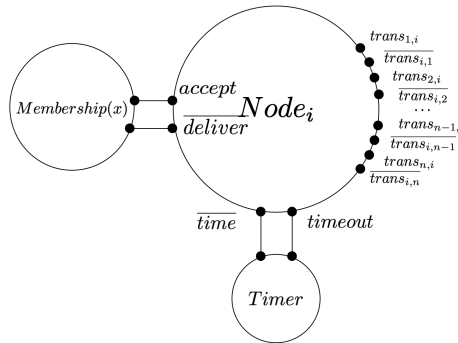 Membership(x)
accept
deliver
Node_i
trans_{1,i}
trans_{i,1}
trans_{2,i}
trans_{i,2}
...
trans_{n-1,
trans_{i,n-1}
trans_{n,i}
trans_{i,n}
time
timeout
Timer